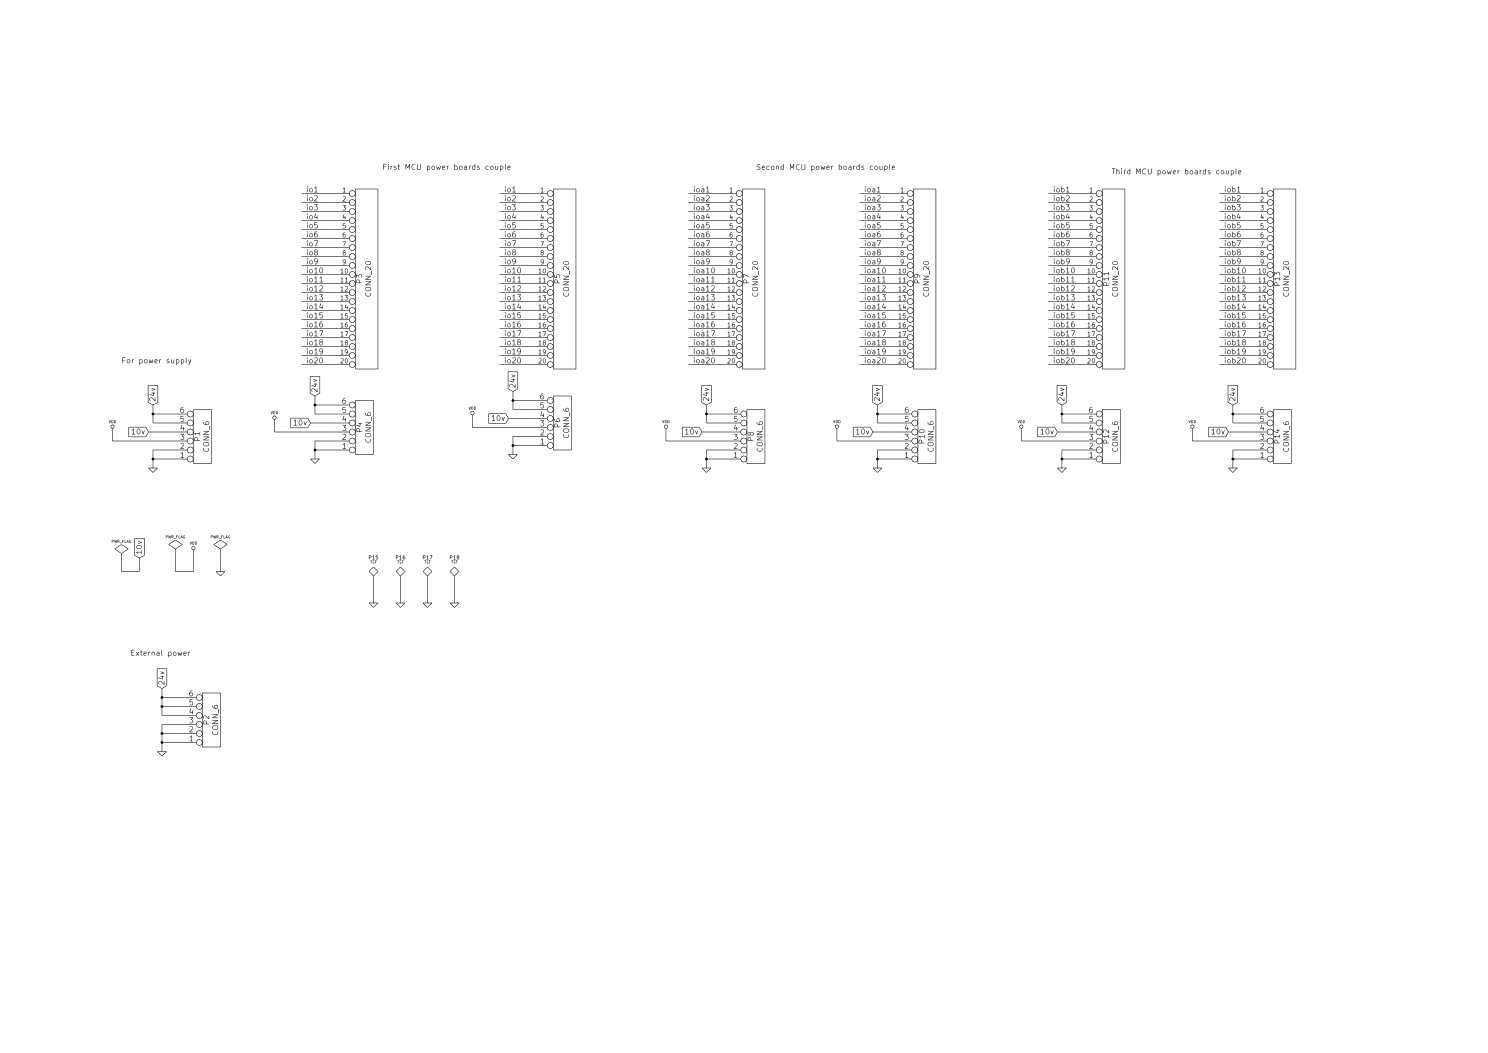 First MCU power boards couple
io1 1
io2 2
io3 3
io4 4
io5 5
io6 6
io7 7
io8 8
io9 9
io10 10
io11 11
io12 12
io13 13
io14 14
io15 15
io16 16
io17 17
io18 18
io19 19
io20 20
P3
CONN_20
io1 1
io2 2
io3 3
io4 4
io5 5
io6 6
io7 7
io8 8
io9 9
io10 10
io11 11
io12 12
io13 13
io14 14
io15 15
io16 16
io17 17
io18 18
io19 19
io20 20
P5
CONN_20
Second MCU power boards couple
ioa1 1
ioa2 2
ioa3 3
ioa4 4
ioa5 5
ioa6 6
ioa7 7
ioa8 8
ioa9 9
ioa10 10
ioa11 11
ioa12 12
ioa13 13
ioa14 14
ioa15 15
ioa16 16
ioa17 17
ioa18 18
ioa19 19
ioa20 20
P7
CONN_20
ioa1 1
ioa2 2
ioa3 3
ioa4 4
ioa5 5
ioa6 6
ioa7 7
ioa8 8
ioa9 9
ioa10 10
ioa11 11
ioa12 12
ioa13 13
ioa14 14
ioa15 15
ioa16 16
ioa17 17
ioa18 18
ioa19 19
ioa20 20
P9
CONN_20
Third MCU power boards couple
iob1 1
iob2 2
iob3 3
iob4 4
iob5 5
iob6 6
iob7 7
iob8 8
iob9 9
iob10 10
iob11 11
iob12 12
iob13 13
iob14 14
iob15 15
iob16 16
iob17 17
iob18 18
iob19 19
iob20 20
P11
CONN_20
iob1 1
iob2 2
iob3 3
iob4 4
iob5 5
iob6 6
iob7 7
iob8 8
iob9 9
iob10 10
iob11 11
iob12 12
iob13 13
iob14 14
iob15 15
iob16 16
iob17 17
iob18 18
iob19 19
iob20 20
P13
CONN_20
For power supply
24v
VDD
10v
6
5
4
3
2
1
P1
CONN_6
24v
VDD
10v
6
5
4
3
2
1
P4
CONN_6
24v
VDD
10v
6
5
4
3
2
1
P6
CONN_6
24v
VDD
10v
6
5
4
3
2
1
P8
CONN_6
24v
VDD
10v
6
5
4
3
2
1
P10
CONN_6
24v
VDD
10v
6
5
4
3
2
1
P12
CONN_6
24v
VDD
10v
6
5
4
3
2
1
P14
CONN_6
PWR_FLAG
10v
PWR_FLAG
VDD
PWR_FLAG
P15
TST
P16
TST
P17
TST
P18
TST
External power
24v
6
5
4
3
2
1
P2
CONN_6